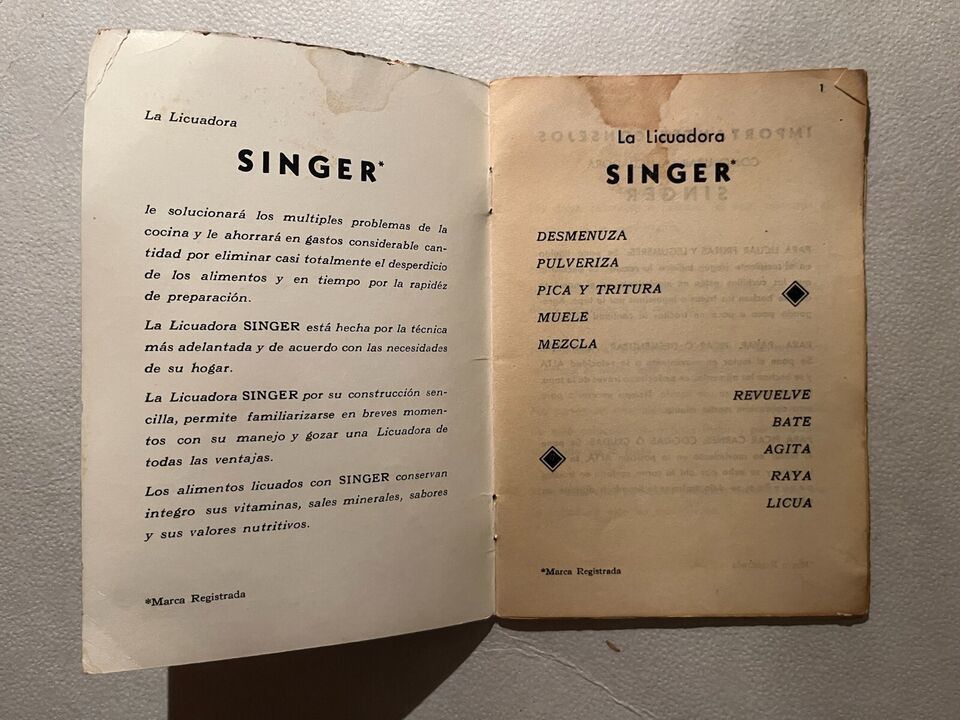 La Licuadora
SINGER*
le solucionará los multiples problemas de la
cocina y le ahorrará en gastos considerable can-
tidad por eliminar casi totalmente el desperdicio
de los alimentos y en tiempo por la rapidéz
de preparación.
La Licuadora SINGER está hecha por la técnica
más adelantada y de acuerdo con las necesidades
de su hogar.
La Licuadora SINGER por su construcción sen-
cilla, permite familiarizarse en breves momen-
tos con su manejo y gozar una Licuadora de
todas las ventajas.
Los alimentos licuados con SINGER conservan
integro sus vitaminas, sales minerales, sabores
y sus valores nutritivos.
*Marca Registrada
1
La Licuadora
SINGER*
DESMENUZA
PULVERIZA
PICA Y TRITURA
MUELE
MEZCLA
REVUELVE
BATE
AGITA
RAYA
LICUA
*Marca Registrada